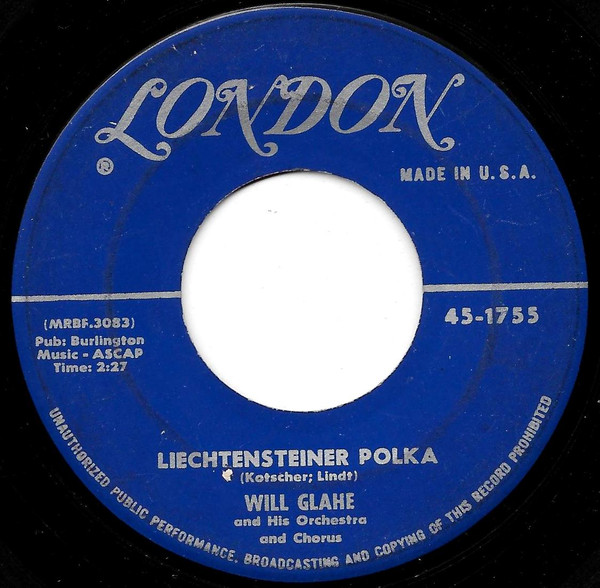 LONDON
®
MADE IN U.S.A.
(MRBF.3083)
Pub: Burlington
Music - ASCAP
Time: 2:27
45-1755
LIECHTENSTEINER POLKA
(Kotscher; Lindt)
WILL GLAHE
and His Orchestra
and Chorus
UNAUTHORIZED PUBLIC PERFORMANCE, BROADCASTING AND COPYING OF THIS RECORD PROHIBITED